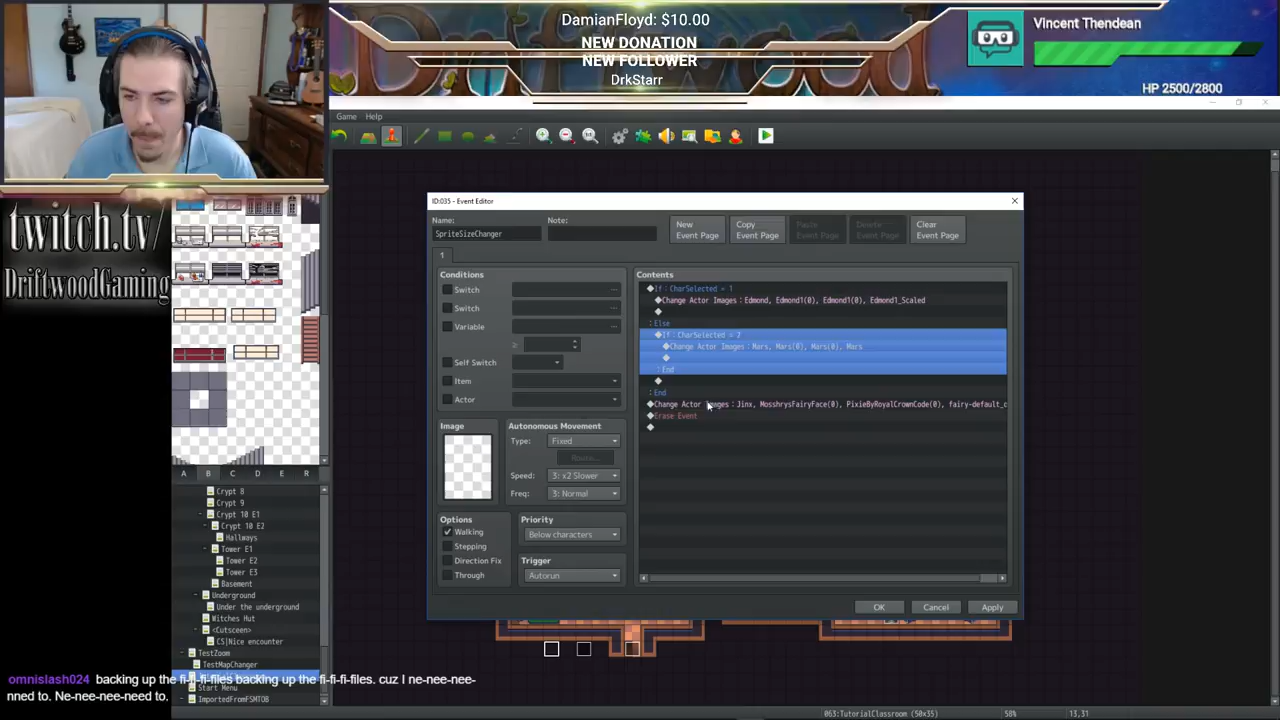 DamianFloyd: $10.00
NEW DONATION
NEW FOLLOWER
DrkStarr
Vincent Thendean
HP 2500/2800
Game Help
twitch.tv/
DriftwoodGaming
ID:035 - Event Editor
Name:
SpriteSizeChanger
Note:
New
Event Page
Copy
Event Page
Paste
Event Page
Delete
Event Page
Clear
Event Page
1
Conditions
Switch
Switch
Variable
≥
Self Switch
Item
Actor
Image
Autonomous Movement
Type: Fixed
Route...
Speed: 3: x2 Slower
Freq: 3: Normal
Options
Walking
Stepping
Direction Fix
Through
Priority
Below characters
Trigger
Autorun
Contents
◆If : CharSelected = 1
◆Change Actor Images : Edmond, Edmond1(0), Edmond1(0), Edmond1_Scaled
◆
: Else
◆If : CharSelected = 2
◆Change Actor Images : Mars, Mars(0), Mars(0), Mars
◆
: End
◆
: End
◆Change Actor Images : Jinx, MosshrysFairyFace(0), PixieByRoyalCrownCode(0), fairy-default_c
◆Erase Event
◆
OK Cancel Apply
A B C D E R
Crypt 8
Crypt 9
Crypt 10 E1
Crypt 10 E2
Hallways
Tower E1
Tower E2
Tower E3
Basement
Underground
Under the underground
Witches Hut
<Cutsceen>
CS|Nice encounter
TestZoom
TestMapChanger
Start Menu
ImportedFromFSMTOB
omnislash024 backing up the fi-fi-files backing up the fi-fi-fi-files. cuz I ne-nee-nee-
nned to. Ne-nee-nee-need to.
063:TutorialClassroom (50x35)
58%
13,31